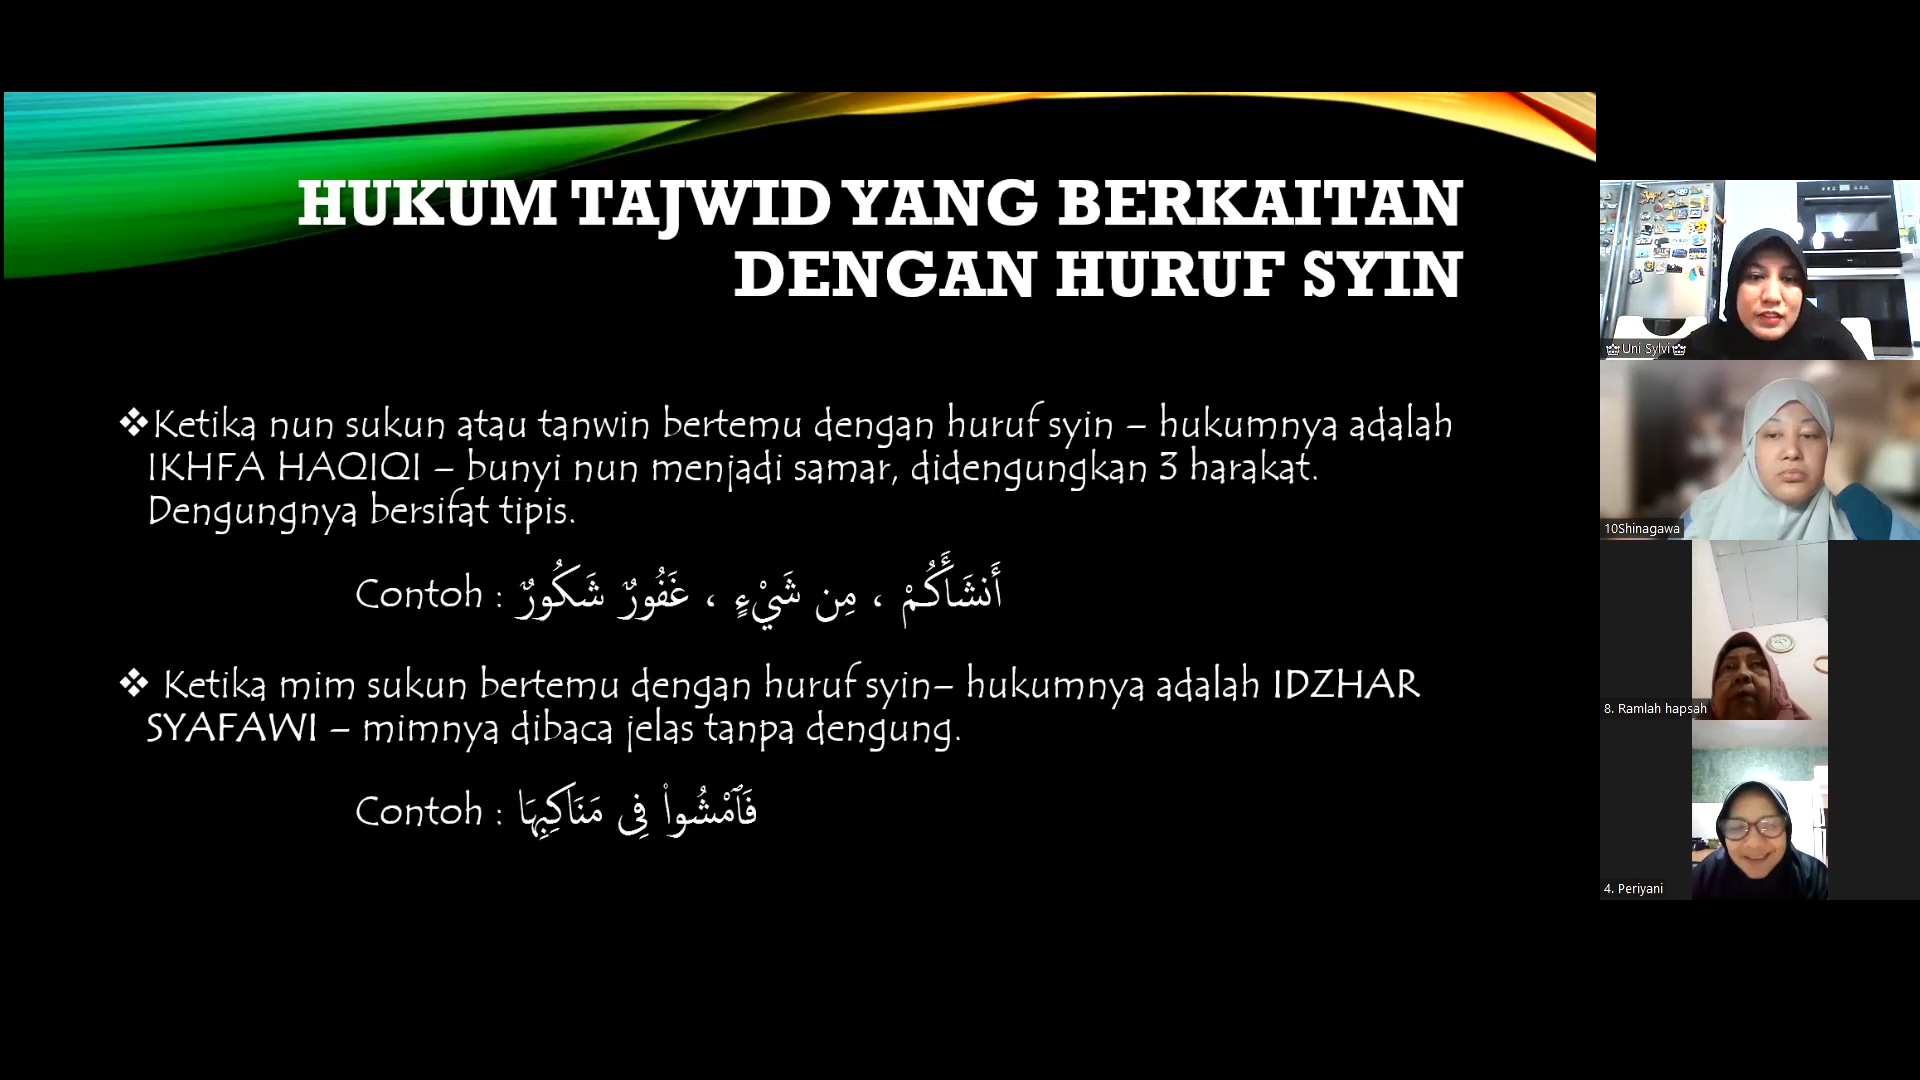 HUKUM TAJWID YANG BERKAITAN
DENGAN HURUF SYIN
❖Ketika nun sukun atau tanwin bertemu dengan huruf syin – hukumnya adalah
IKHFA HAQIQI – bunyi nun menjadi samar, didengungkan 3 harakat.
Dengungnya bersifat tipis.
Contoh : أَنشَأَكُمْ ، مِن شَيْءٍ ، غَفُورٌ شَكُورٌ
❖ Ketika mim sukun bertemu dengan huruf syin– hukumnya adalah IDZHAR
SYAFAWI – mimnya dibaca jelas tanpa dengung.
Contoh : فَٱمْشُوا۟ فِى مَنَاكِبِهَا
Uni Sylvi
10Shinagawa
8. Ramlah hapsah
4. Periyani